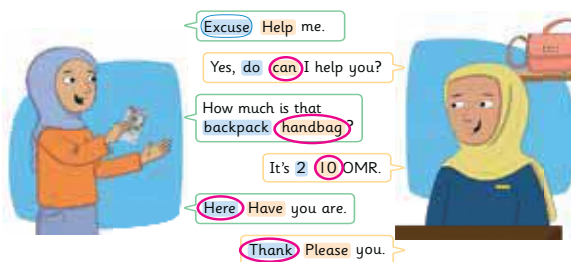 Excuse Help me.
Yes, do can I help you?
How much is that
backpack handbag?
It's 2 10 OMR.
Here Have you are.
Thank Please you.